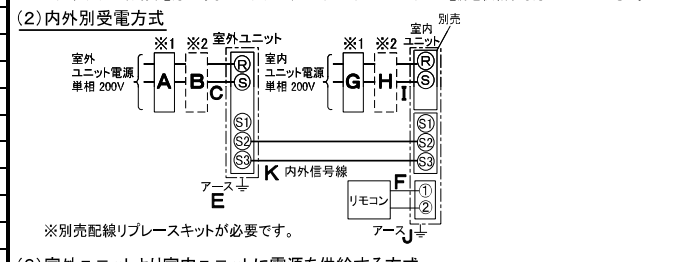 (2)内外別受電方式
※1 ※2 室外ユニット
室外
ユニット電源
単相 200V
A B C
R
S
S1
S2
S3
アース
E
K 内外信号線
※1 ※2 室内
ユニット
別売
室内
ユニット電源
単相 200V
G H I
R
S
S1
S2
S3
F
リモコン
①
②
アース J
※別売配線リプレースキットが必要です。